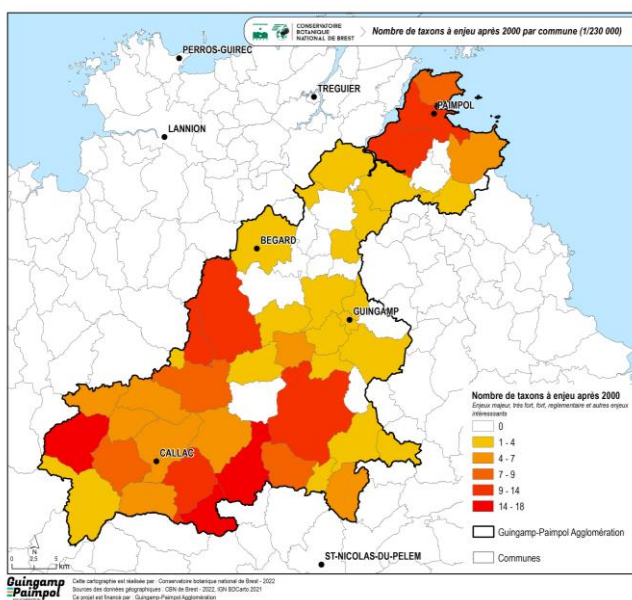 CONSERVATOIRE
BOTANIQUE
NATIONAL DE BREST
Nombre de taxons à enjeu après 2000 par commune (1/230 000)
PERROS-GUIREC
TREGUIER
PAIMPOL
LANNION
BEGARD
GUINGAMP
CALLAC
ST-NICOLAS-DU-PELEM
Nombre de taxons à enjeu après 2000
Enjeux majeur, très fort, fort, reglementaire et autres enjeux
intéressants
0
1 - 4
4 - 7
7 - 9
9 - 14
14 - 18
Guingamp-Paimpol Agglomération
Communes
N
0 2,5 5
km
Guingamp
Paimpol
Cette cartographie est réalisée par : Conservatoire botanique national de Brest - 2022
Sources des données géographiques : CBN de Brest - 2022, IGN BDCarto 2021
Ce projet est financé par : Guingamp-Paimpol Agglomération